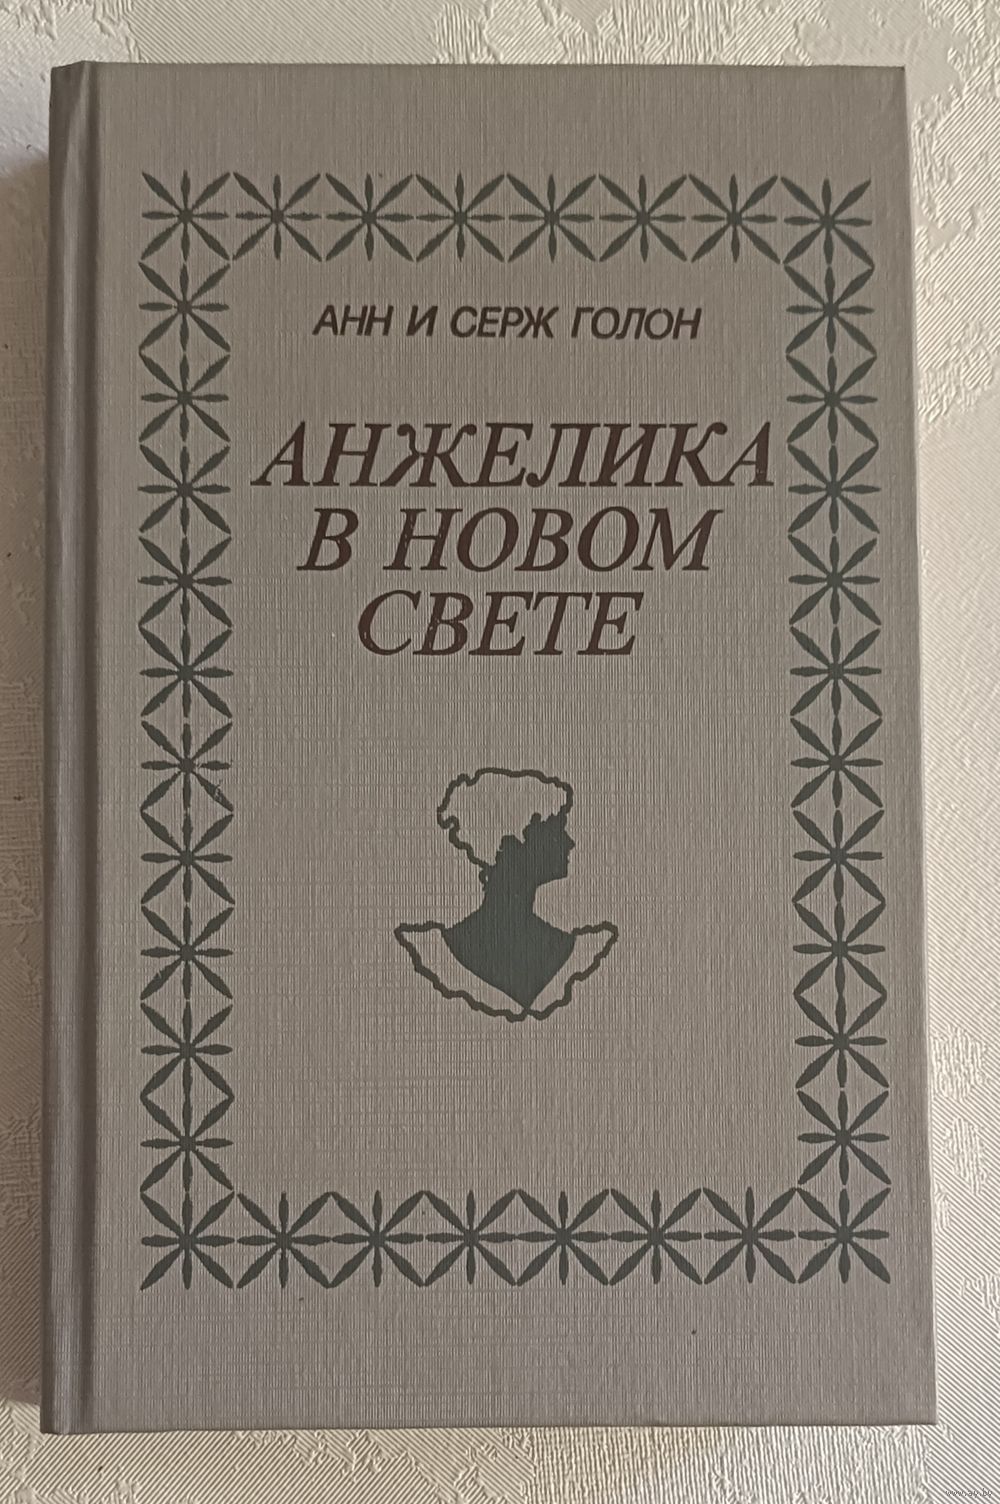 АНН И СЕРЖ ГОЛОН
АНЖЕЛИКА
В НОВОМ
СВЕТЕ